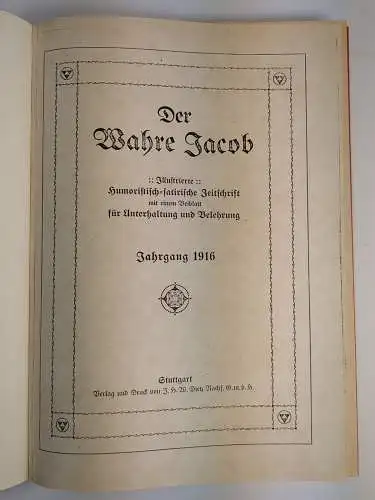 Der
Wahre Jacob
:: Illustrierte ::
Humoristisch-satirische Zeitschrift
mit einem Beiblatt
für Unterhaltung und Belehrung
Jahrgang 1916
Stuttgart
Verlag und Druck von J. H. W. Dietz Nachf. G. m. b. H.